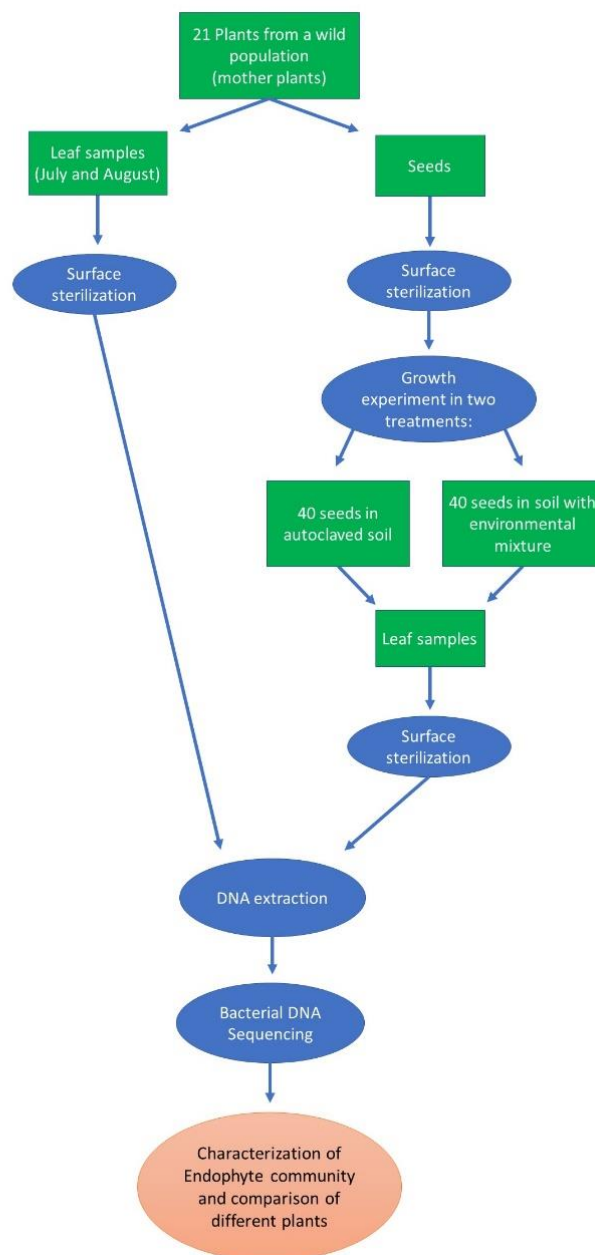 21 Plants from a wild
population
(mother plants)
Leaf samples
(July and August)
Seeds
Surface
sterilization
Surface
sterilization
Growth
experiment in two
treatments:
40 seeds in
autoclaved soil
40 seeds in soil with
environmental
mixture
Leaf samples
Surface
sterilization
DNA extraction
Bacterial DNA
Sequencing
Characterization of
Endophyte community
and comparison of
different plants